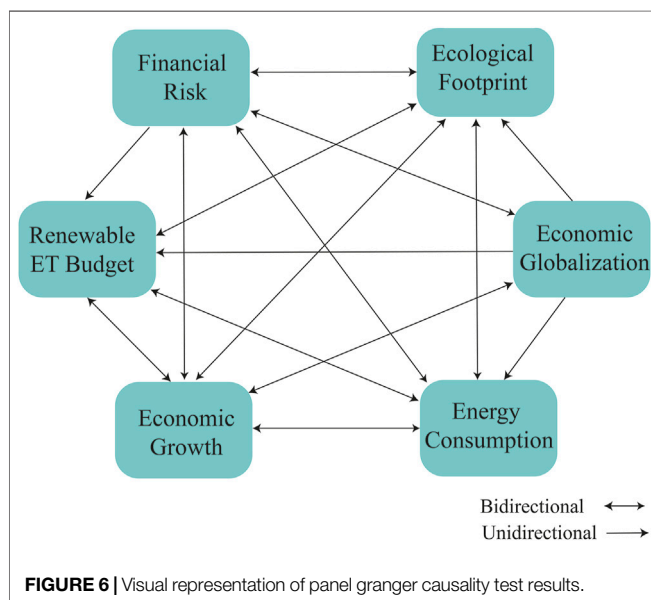 Financial
Risk
Ecological
Footprint
Renewable
ET Budget
Economic
Globalization
Economic
Growth
Energy
Consumption
Bidirectional
Unidirectional
FIGURE 6 | Visual representation of panel granger causality test results.